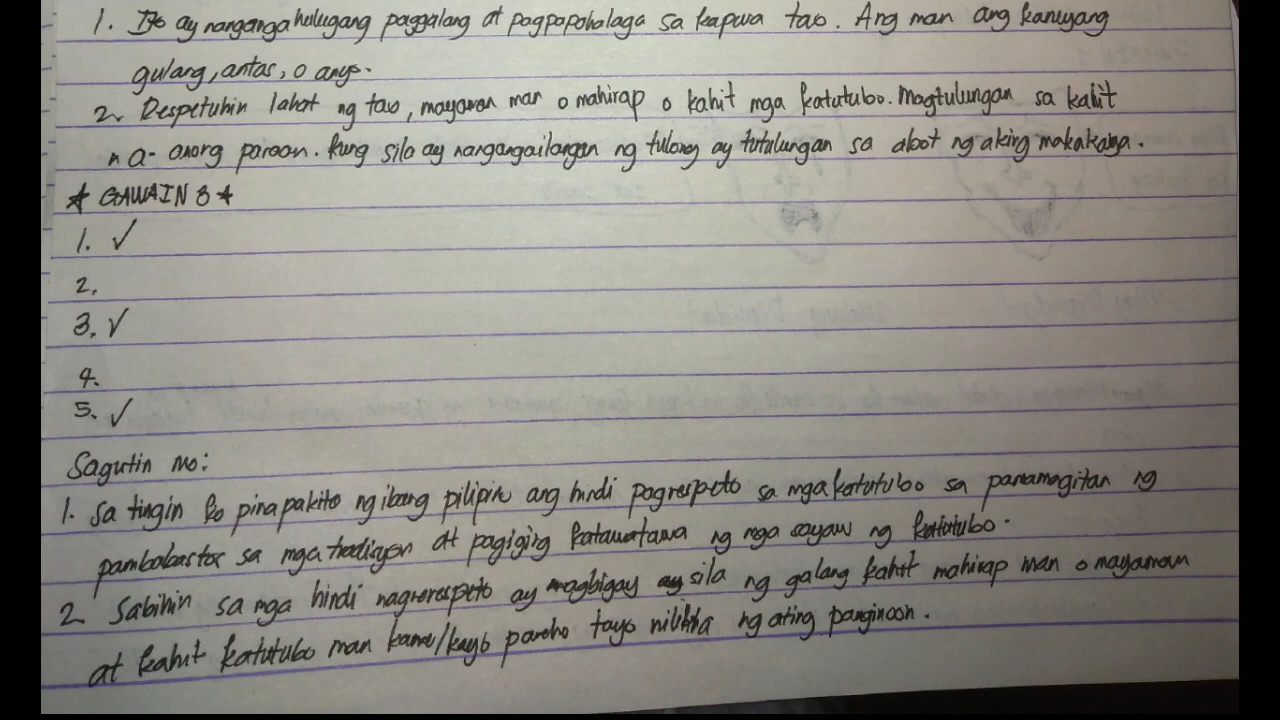 1. Ito ay nangangahulugang paggalang at pagpapahalaga sa kapwa tao. Ang man ang kanuyang
gulang, antas, o anyo.
2. Respetuhin lahat ng tao, mayaman man o mahirap o kahit mga katutubo. Magtulungan sa kahit
na anong paraan. Kung sila ay nangangailangan ng tulong ay tutulungan sa abot ng aking makakaya.
★ GAWAIN 3 ★
1. ✓
2.
3. ✓
4.
5. ✓
Sagutin Mo:
1. Sa tingin ko pinapakita ng ibang pilipino ang hindi pagrespeto sa mga katutubo sa pamamagitan ng
pambabastos sa mga tradisyon at pagiging katawatawa ng mga sayaw ng katutubo.
2. Sabihin sa mga hindi nagrerespeto ay magbigay sila ng galang kahit mahirap man o mayaman
at kahit katutubo man kame/kayo pareho tayo nilikha ng ating panginoon.